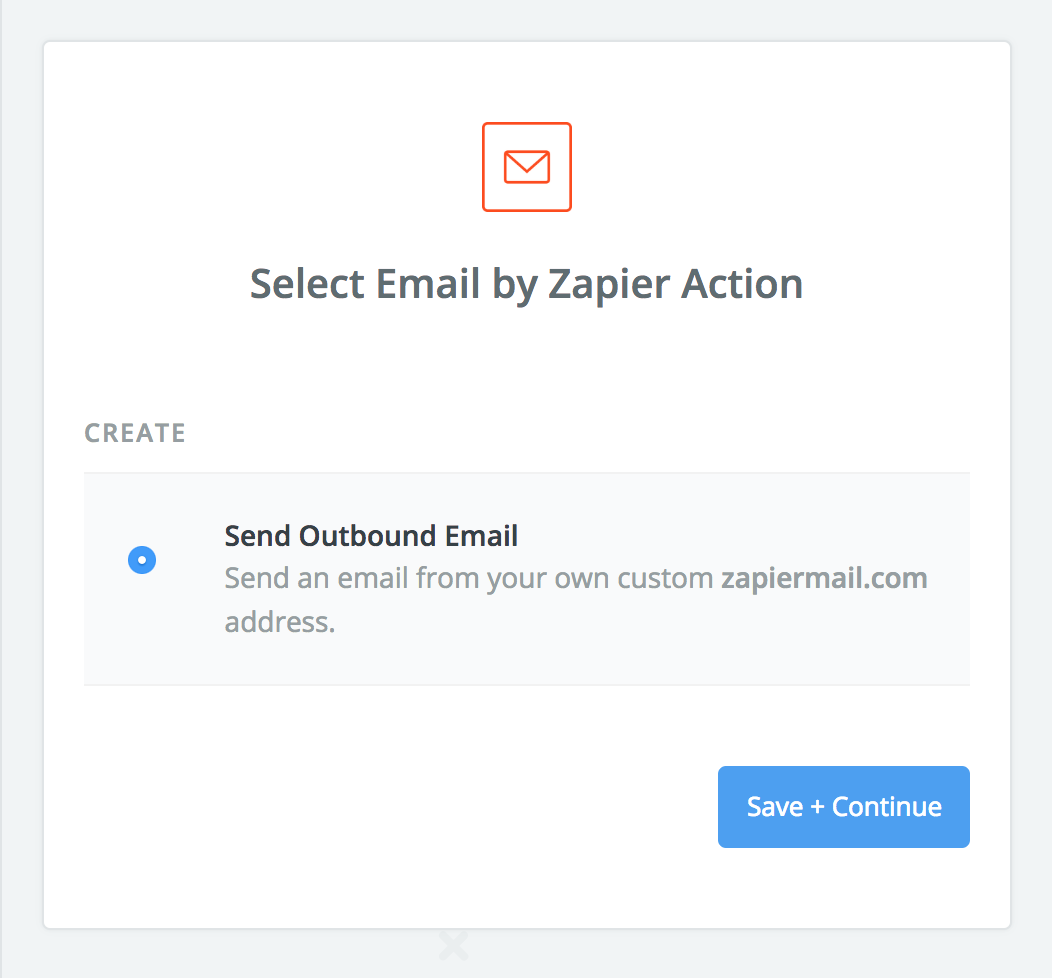 Select Email by Zapier Action
CREATE
Send Outbound Email
Send an email from your own custom zapiermail.com
address.
Save + Continue